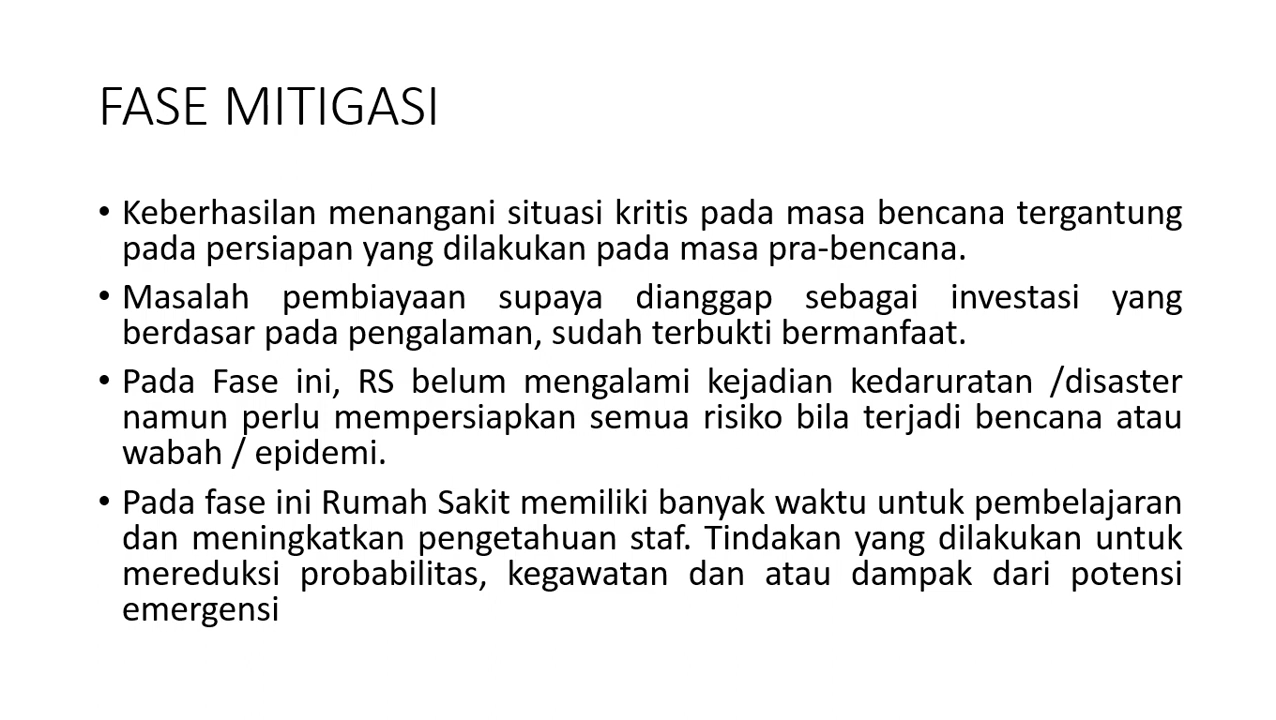 FASE MITIGASI
• Keberhasilan menangani situasi kritis pada masa bencana tergantung
pada persiapan yang dilakukan pada masa pra-bencana.
• Masalah pembiayaan supaya dianggap sebagai investasi yang
berdasar pada pengalaman, sudah terbukti bermanfaat.
• Pada Fase ini, RS belum mengalami kejadian kedaruratan /disaster
namun perlu mempersiapkan semua risiko bila terjadi bencana atau
wabah / epidemi.
• Pada fase ini Rumah Sakit memiliki banyak waktu untuk pembelajaran
dan meningkatkan pengetahuan staf. Tindakan yang dilakukan untuk
mereduksi probabilitas, kegawatan dan atau dampak dari potensi
emergensi